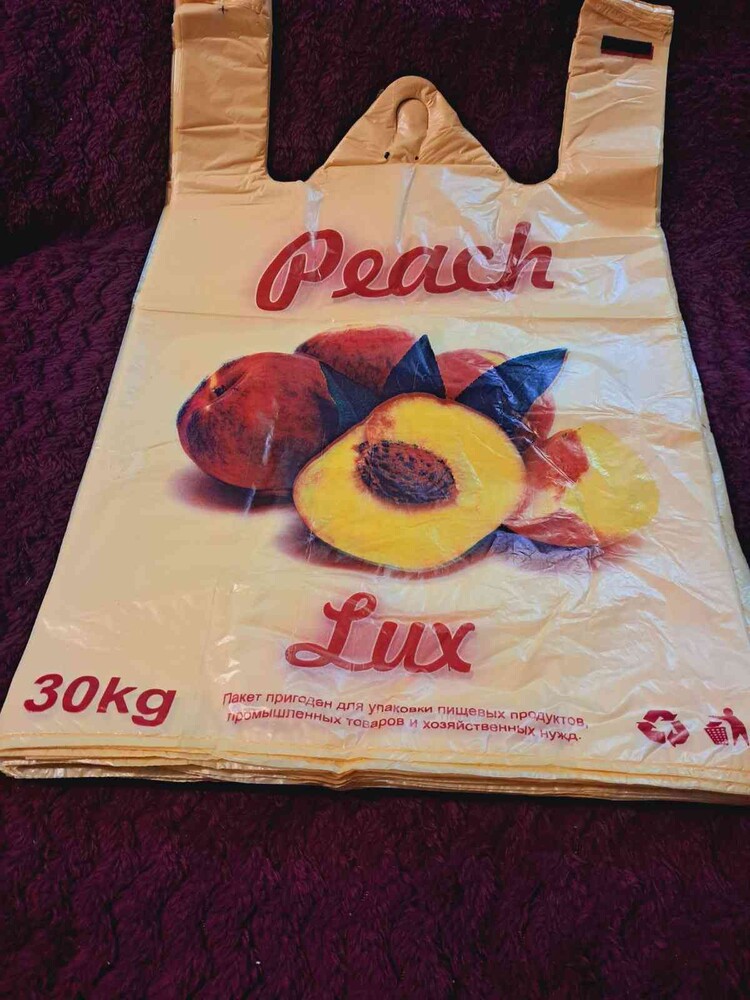 Peach
Lux
30kg
Пакет пригоден для упаковки пищевых продуктов,
промышленных товаров и хозяйственных нужд.